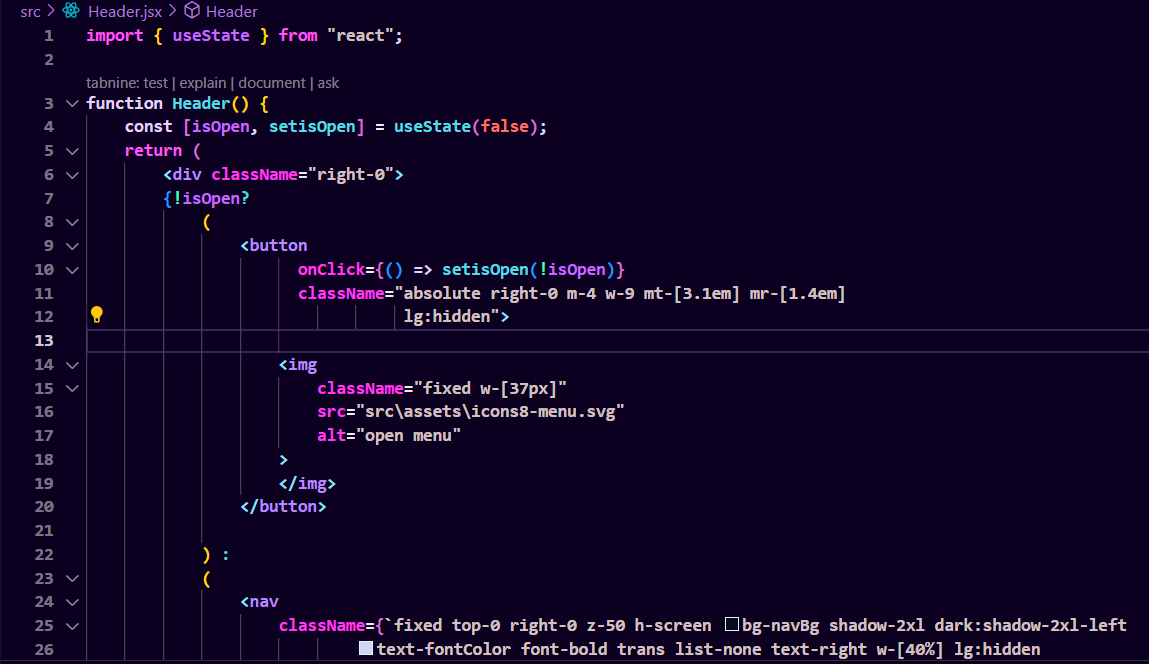 src > Header.jsx > Header
1 import { useState } from "react";
2
tabnine: test | explain | document | ask
3 function Header() {
4 const [isOpen, setisOpen] = useState(false);
5 return (
6 <div className="right-0">
7 {!isOpen?
8 (
9 <button
10 onClick={() => setisOpen(!isOpen)}
11 className="absolute right-0 m-4 w-9 mt-[3.1em] mr-[1.4em]
12 lg:hidden">
13
14 <img
15 className="fixed w-[37px]"
16 src="src\assets\icons8-menu.svg"
17 alt="open menu"
18 >
19 </img>
20 </button>
21
22 ) :
23 (
24 <nav
25 className={`fixed top-0 right-0 z-50 h-screen bg-navBg shadow-2xl dark:shadow-2xl-left
26 text-fontColor font-bold trans list-none text-right w-[40%] lg:hidden